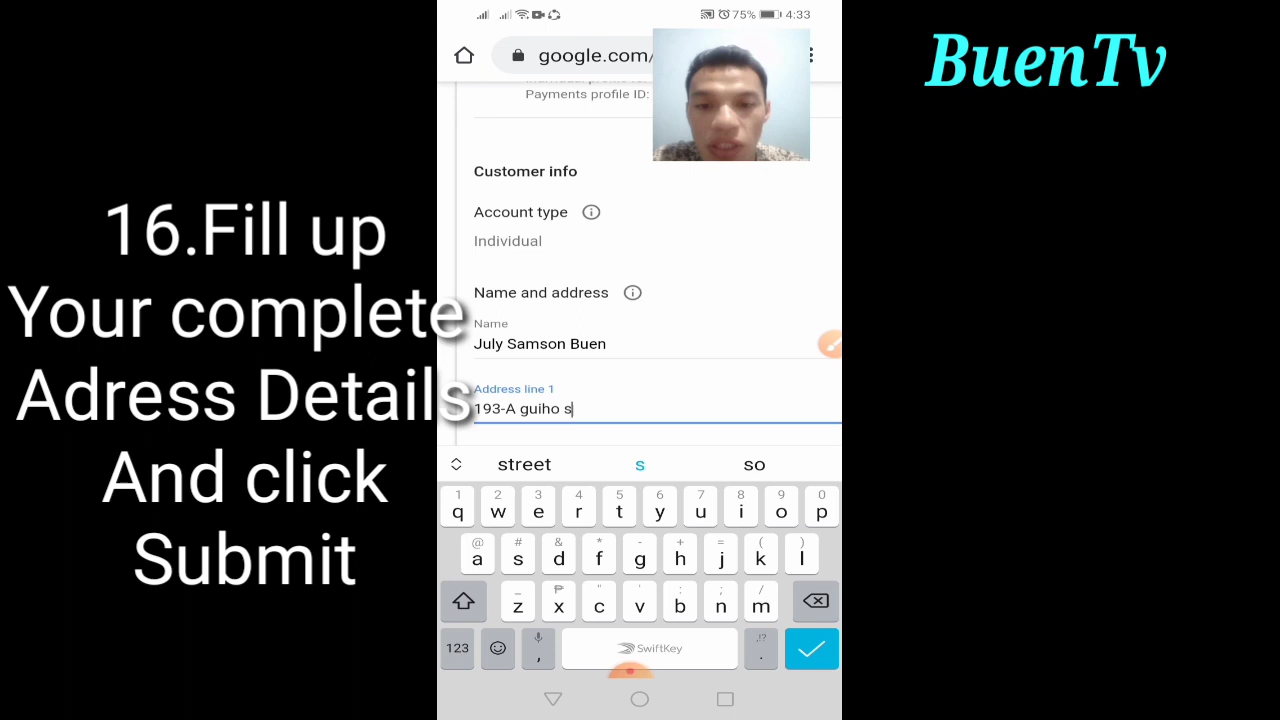 75% 4:33
google.com/
BuenTv
Payments profile ID:
16.Fill up
Your complete
Adress Details
And click
Submit
Customer info
Account type
Individual
Name and address
Name
July Samson Buen
Address line 1
193-A guiho s
street s so
1 2 3 4 5 6 7 8 9 0
q w e r t y u i o p
@ # & * - + = ( )
a s d f g h j k l
_ ₱ " ' : ; /
z x c v b n m
123 , SwiftKey ,!? .